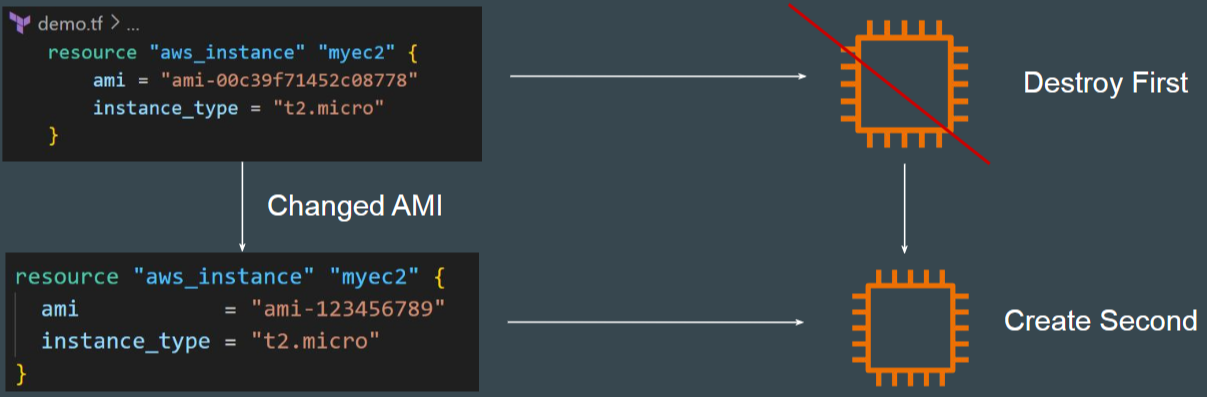 demo.tf > ...
resource "aws_instance" "myec2" {
    ami = "ami-00c39f71452c08778"
    instance_type = "t2.micro"
}
Destroy First
Changed AMI
resource "aws_instance" "myec2" {
  ami           = "ami-123456789"
  instance_type = "t2.micro"
}
Create Second